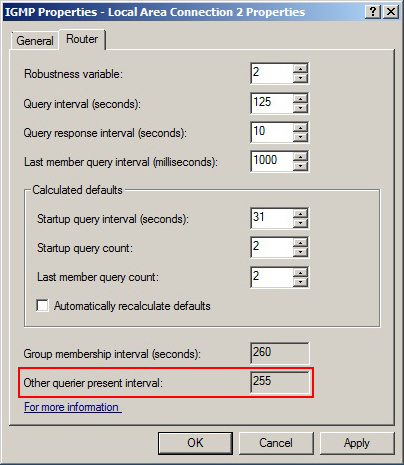 IGMP Properties - Local Area Connection 2 Properties
General Router
Robustness variable: 2
Query interval (seconds): 125
Query response interval (seconds): 10
Last member query interval (milliseconds): 1000
Calculated defaults
Startup query interval (seconds): 31
Startup query count: 2
Last member query count: 2
Automatically recalculate defaults
Group membership interval (seconds): 260
Other querier present interval: 255
For more information
OK Cancel Apply